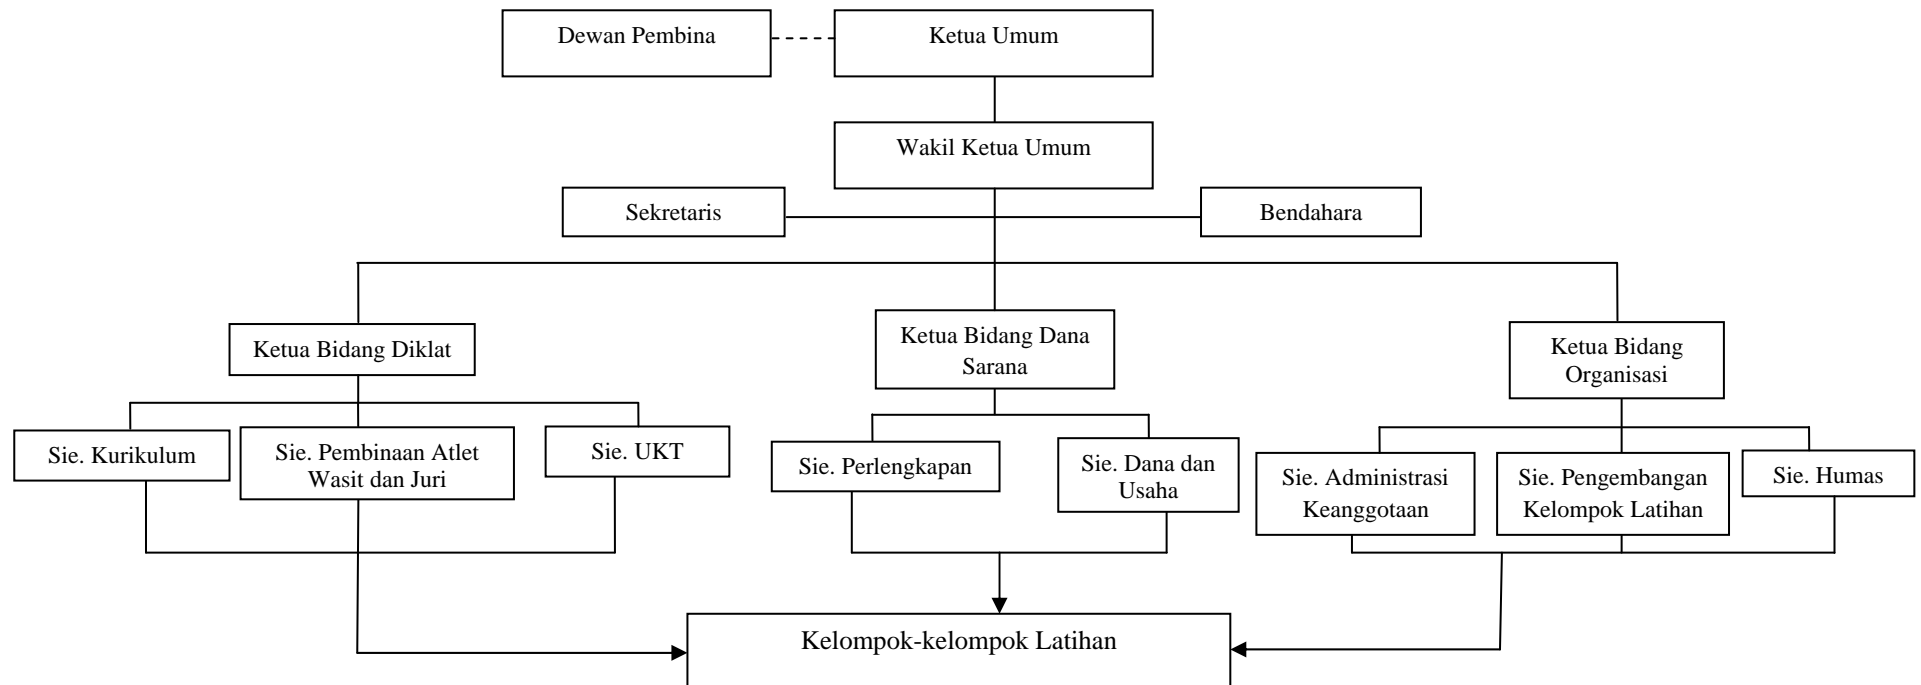 Dewan Pembina
Ketua Umum
Wakil Ketua Umum
Sekretaris
Bendahara
Ketua Bidang Diklat
Ketua Bidang Dana
Sarana
Ketua Bidang
Organisasi
Sie. Kurikulum
Sie. Pembinaan Atlet
Wasit dan Juri
Sie. UKT
Sie. Perlengkapan
Sie. Dana dan
Usaha
Sie. Administrasi
Keanggotaan
Sie. Pengembangan
Kelompok Latihan
Sie. Humas
Kelompok-kelompok Latihan